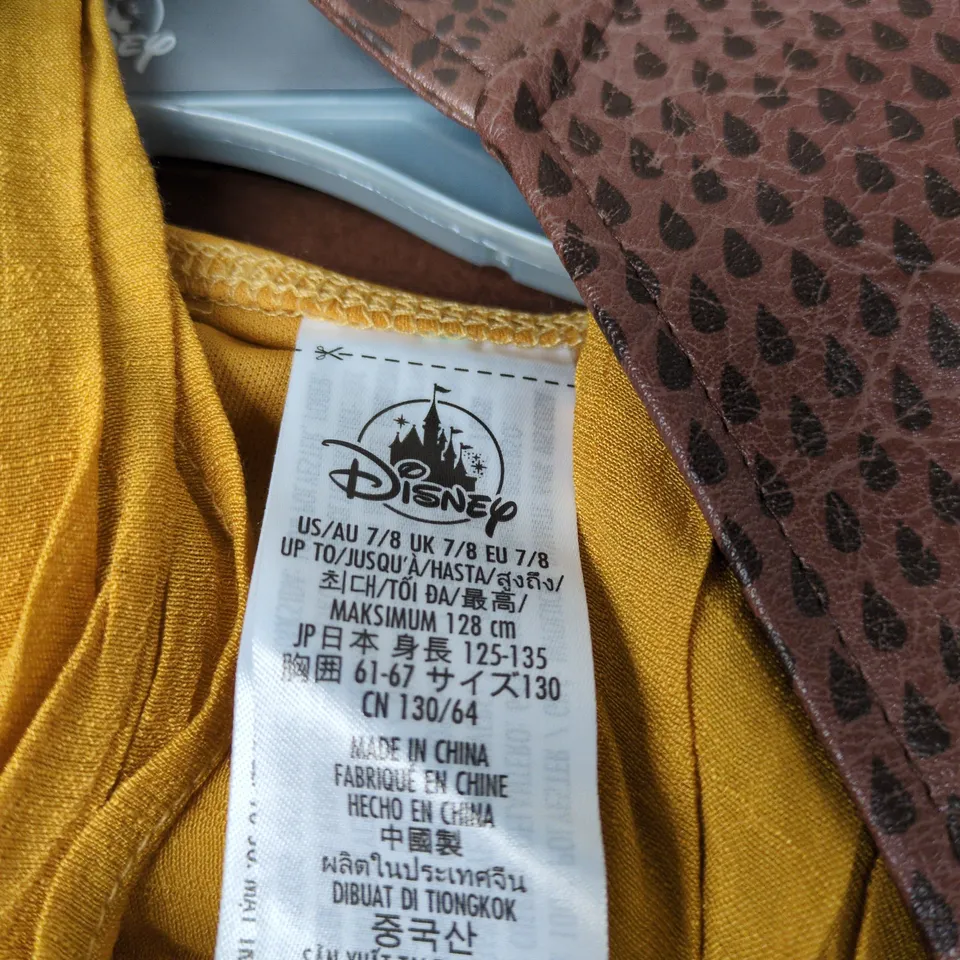 Disney
US/AU 7/8 UK 7/8 EU 7/8
UP TO/JUSQU'À/HASTA/สูงถึง/
최대/TỐI ĐA/最高/
MAKSIMUM 128 cm
JP日本 身長 125-135
胸囲 61-67 サイズ130
CN 130/64
MADE IN CHINA
FABRIQUÉ EN CHINE
HECHO EN CHINA
中國製
ผลิตในประเทศจีน
DIBUAT DI TIONGKOK
중국산